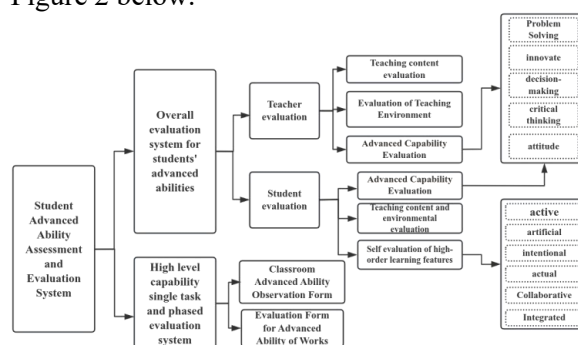 Figure 2 below.
Student
Advanced
Ability
Assessment
and
Evaluation
System
Overall
evaluation
system for
students'
advanced
abilities
High level
capability
single task
and phased
evaluation
system
Teacher
evaluation
Student
evaluation
Classroom
Advanced Ability
Observation Form
Evaluation Form
for Advanced
Ability of Works
Teaching content
evaluation
Evaluation of Teaching
Environment
Advanced Capability
Evaluation
Advanced Capability
Evaluation
Teaching content and
environmental evaluation
Self evaluation of high-
order learning features
Problem
Solving
innovate
decision-
making
critical
thinking
attitude
active
artificial
intentional
actual
Collaborative
Integrated